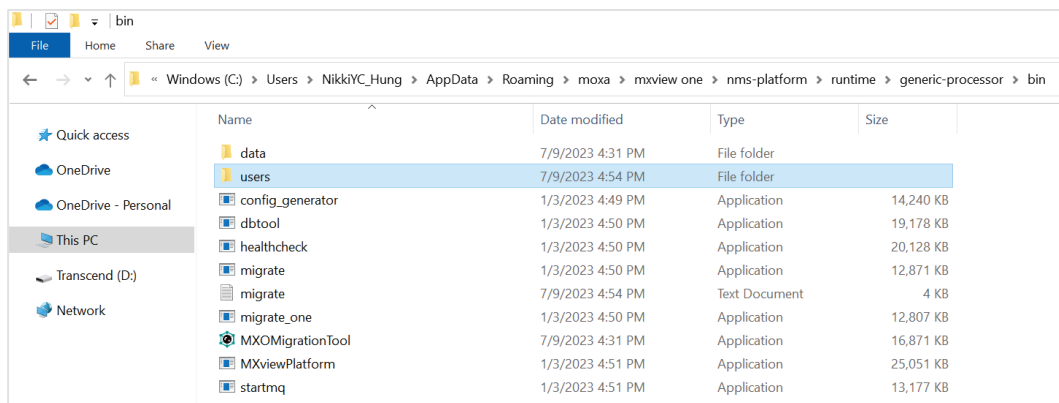 bin
File Home Share View
« Windows (C:) > Users > NikkiYC_Hung > AppData > Roaming > moxa > mxview one > nms-platform > runtime > generic-processor > bin
Name Date modified Type Size
Quick access
OneDrive
OneDrive - Personal
This PC
Transcend (D:)
Network
data 7/9/2023 4:31 PM File folder
users 7/9/2023 4:54 PM File folder
config_generator 1/3/2023 4:49 PM Application 14,240 KB
dbtool 1/3/2023 4:50 PM Application 19,178 KB
healthcheck 1/3/2023 4:50 PM Application 20,128 KB
migrate 1/3/2023 4:50 PM Application 12,871 KB
migrate 7/9/2023 4:54 PM Text Document 4 KB
migrate_one 1/3/2023 4:50 PM Application 12,807 KB
MXOMigrationTool 7/9/2023 4:31 PM Application 16,871 KB
MXviewPlatform 1/3/2023 4:51 PM Application 25,051 KB
startmq 1/3/2023 4:51 PM Application 13,177 KB